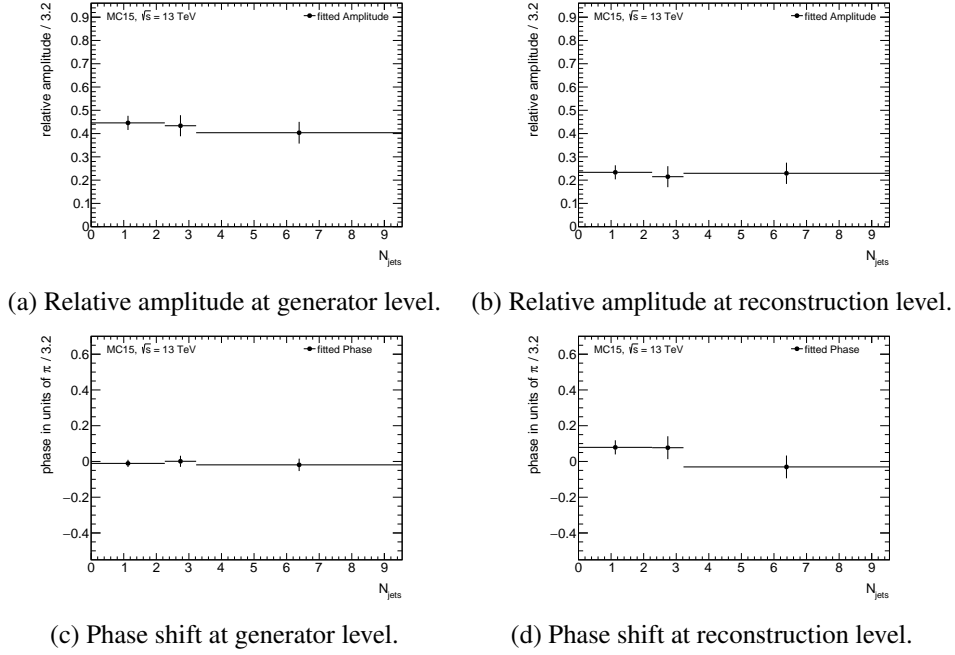 relative amplitude / 3.2
MC15, √s = 13 TeV
fitted Amplitude
0.9
0.8
0.7
0.6
0.5
0.4
0.3
0.2
0.1
0
0 1 2 3 4 5 6 7 8 9
N_jets
relative amplitude / 3.2
MC15, √s = 13 TeV
fitted Amplitude
0.9
0.8
0.7
0.6
0.5
0.4
0.3
0.2
0.1
0
0 1 2 3 4 5 6 7 8 9
N_jets
(a) Relative amplitude at generator level.
(b) Relative amplitude at reconstruction level.
phase in units of π / 3.2
MC15, √s = 13 TeV
fitted Phase
0.6
0.4
0.2
0
−0.2
−0.4
0 1 2 3 4 5 6 7 8 9
N_jets
phase in units of π / 3.2
MC15, √s = 13 TeV
fitted Phase
0.6
0.4
0.2
0
−0.2
−0.4
0 1 2 3 4 5 6 7 8 9
N_jets
(c) Phase shift at generator level.
(d) Phase shift at reconstruction level.